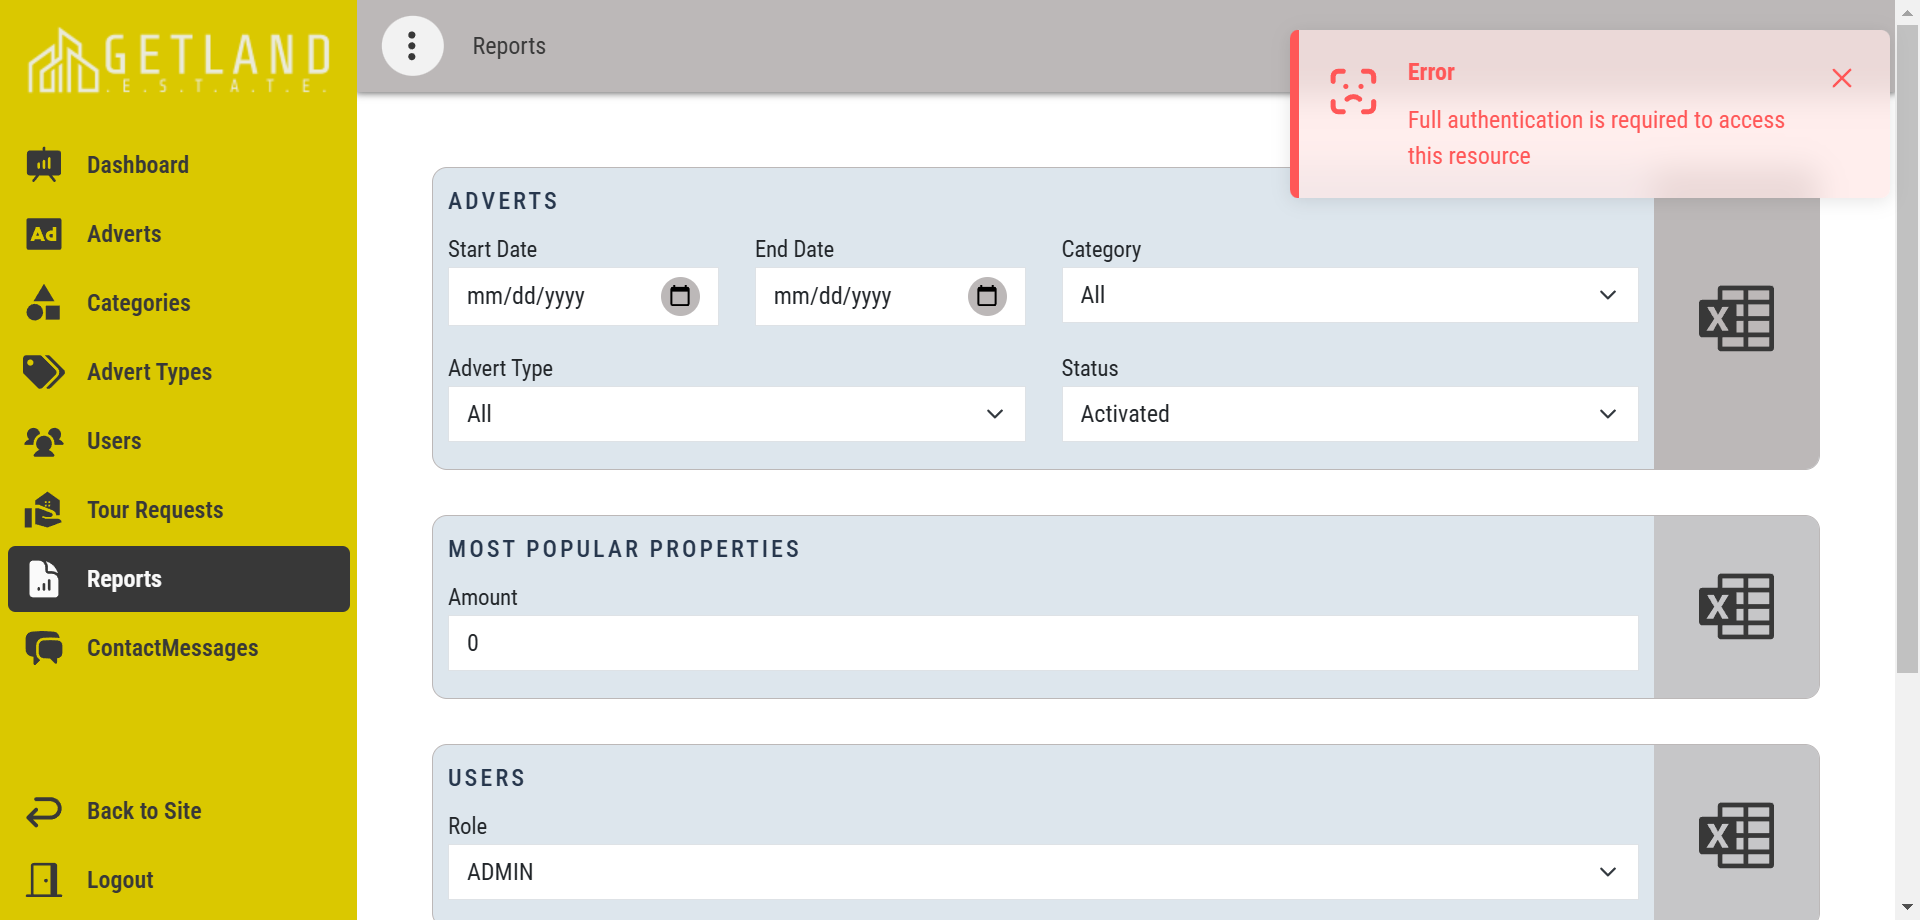 GETLAND
.E.S.T.A.T.E.
Dashboard
Ad
Adverts
Categories
Advert Types
Users
Tour Requests
Reports
ContactMessages
Back to Site
Logout
Reports
Error
Full authentication is required to access
this resource
ADVERTS
Start Date
End Date
Category
mm/dd/yyyy
mm/dd/yyyy
All
Advert Type
Status
All
Activated
X
MOST POPULAR PROPERTIES
Amount
0
X
USERS
Role
ADMIN
X